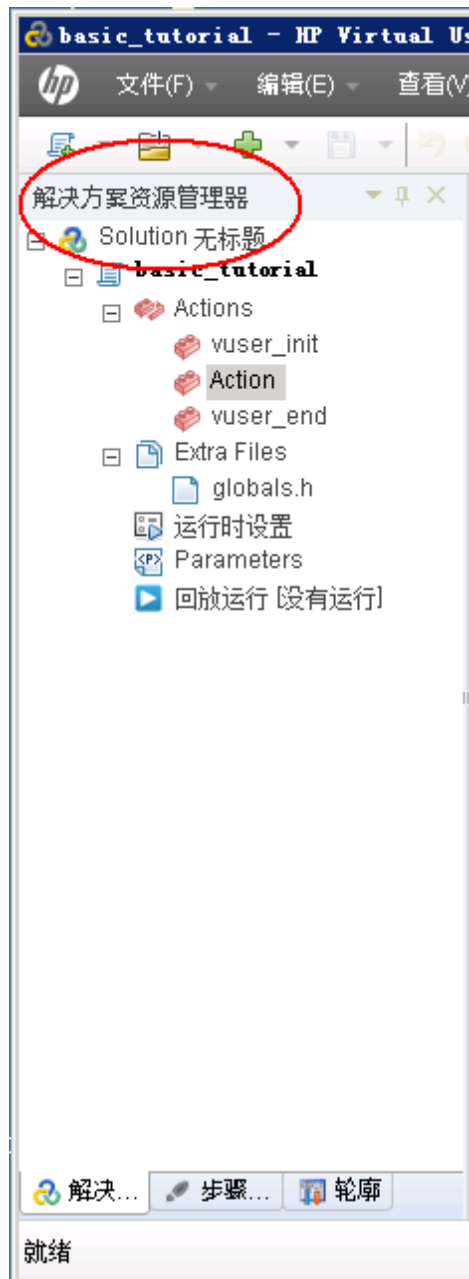 basic_tutorial - HP Virtual Us
hp 文件(F) 编辑(E) 查看(V)
解决方案资源管理器
Solution 无标题
basic_tutorial
Actions
vuser_init
Action
vuser_end
Extra Files
globals.h
运行时设置
Parameters
回放运行 [没有运行]
解决... 步骤... 轮廓
就绪